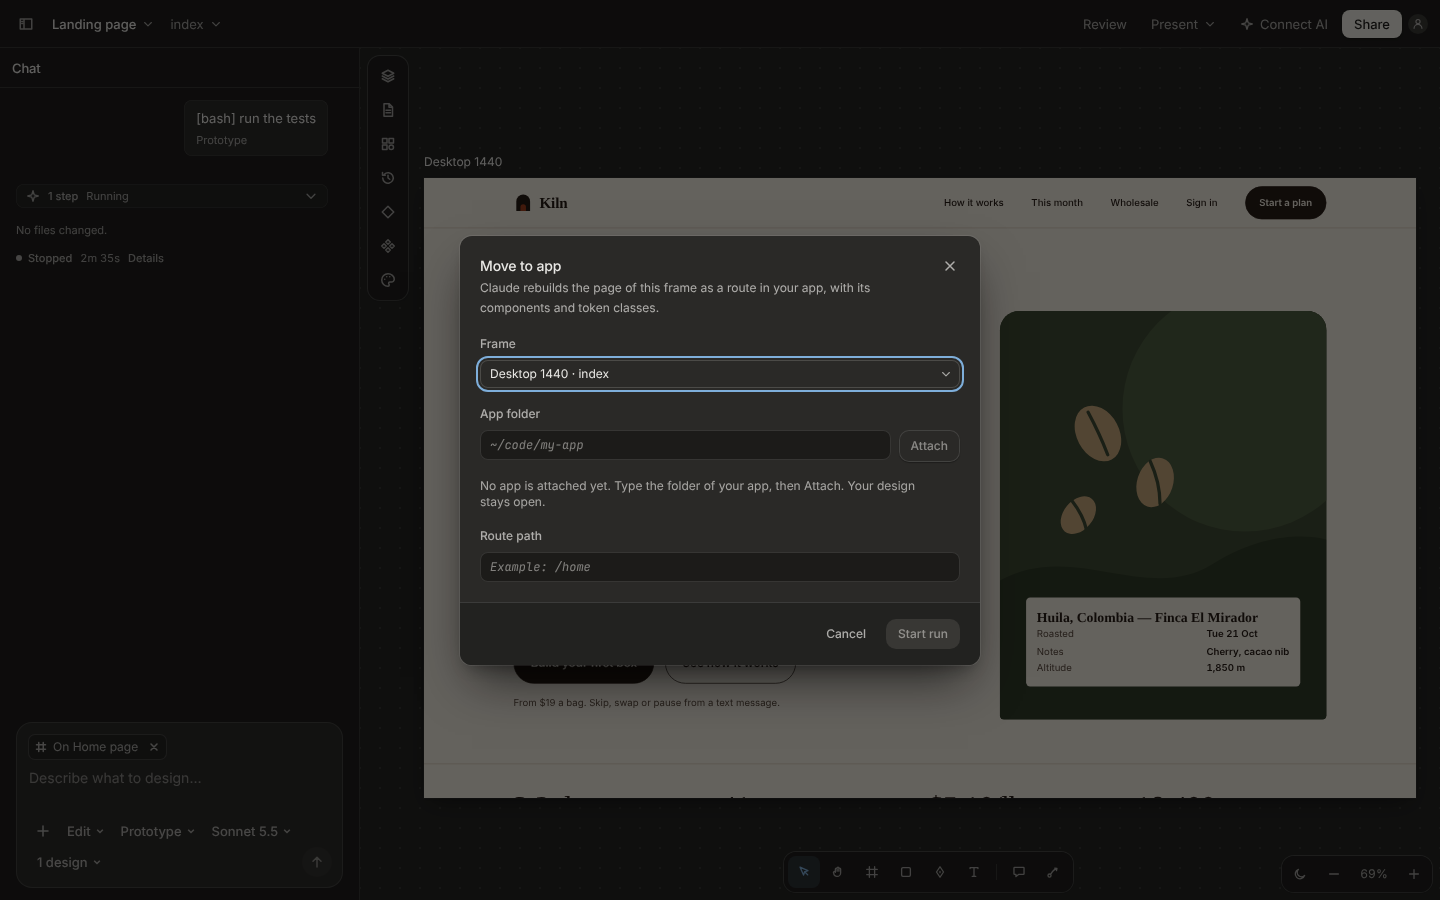 Landing page
index
Review
Present
Connect AI
Share
Chat
[bash] run the tests
Prototype
1 step Running
No files changed.
Stopped 2m 35s Details
Desktop 1440
Kiln
How it works
This month
Wholesale
Sign in
Start a plan
Move to app
Claude rebuilds the page of this frame as a route in your app, with its
components and token classes.
Frame
Desktop 1440 · index
App folder
~/code/my-app
Attach
No app is attached yet. Type the folder of your app, then Attach. Your design
stays open.
Route path
Example: /home
Cancel
Start run
From $19 a bag. Skip, swap or pause from a text message.
Huila, Colombia — Finca El Mirador
Roasted Tue 21 Oct
Notes Cherry, cacao nib
Altitude 1,850 m
On Home page
Describe what to design...
Edit
Prototype
Sonnet 5.5
1 design
69%